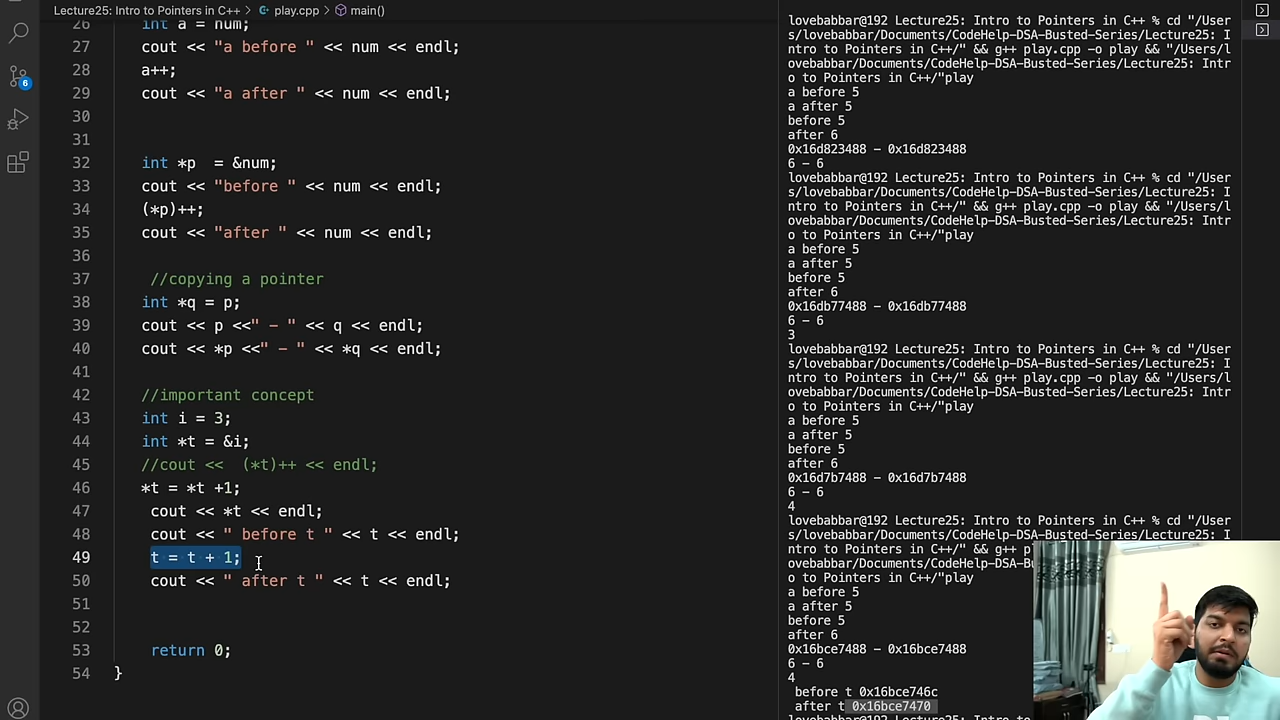 Lecture25: Intro to Pointers in C++ > play.cpp > main()
26 int a = num;
27 cout << "a before " << num << endl;
28 a++;
29 cout << "a after " << num << endl;
30
31
32 int *p  = &num;
33 cout << "before " << num << endl;
34 (*p)++;
35 cout << "after " << num << endl;
36
37 //copying a pointer
38 int *q = p;
39 cout << p <<" - " << q << endl;
40 cout << *p <<" - " << *q << endl;
41
42 //important concept
43 int i = 3;
44 int *t = &i;
45 //cout <<  (*t)++ << endl;
46 *t = *t +1;
47 cout << *t << endl;
48 cout << " before t " << t << endl;
49 t = t + 1;
50 cout << " after t " << t << endl;
51
52
53 return 0;
54 }
6
lovebabbar@192 Lecture25: Intro to Pointers in C++ % cd "/User
s/lovebabbar/Documents/CodeHelp-DSA-Busted-Series/Lecture25: I
ntro to Pointers in C++/" && g++ play.cpp -o play && "/Users/l
ovebabbar/Documents/CodeHelp-DSA-Busted-Series/Lecture25: Intr
o to Pointers in C++/"play
a before 5
a after 5
before 5
after 6
0x16d823488 - 0x16d823488
6 - 6
lovebabbar@192 Lecture25: Intro to Pointers in C++ % cd "/User
s/lovebabbar/Documents/CodeHelp-DSA-Busted-Series/Lecture25: I
ntro to Pointers in C++/" && g++ play.cpp -o play && "/Users/l
ovebabbar/Documents/CodeHelp-DSA-Busted-Series/Lecture25: Intr
o to Pointers in C++/"play
a before 5
a after 5
before 5
after 6
0x16db77488 - 0x16db77488
6 - 6
3
lovebabbar@192 Lecture25: Intro to Pointers in C++ % cd "/User
s/lovebabbar/Documents/CodeHelp-DSA-Busted-Series/Lecture25: I
ntro to Pointers in C++/" && g++ play.cpp -o play && "/Users/l
ovebabbar/Documents/CodeHelp-DSA-Busted-Series/Lecture25: Intr
o to Pointers in C++/"play
a before 5
a after 5
before 5
after 6
0x16d7b7488 - 0x16d7b7488
6 - 6
4
lovebabbar@192 Lecture25: Intro to Pointers in C++ % cd "/User
s/lovebabbar/Documents/CodeHelp-DSA-Busted-Series/Lecture25: I
ntro to Pointers in C++/" && g++ p
ovebabbar/Documents/CodeHelp-DSA-Bu
o to Pointers in C++/"play
a before 5
a after 5
before 5
after 6
0x16bce7488 - 0x16bce7488
6 - 6
4
before t 0x16bce746c
after t 0x16bce7470
lovebabbar@192 Lecture25: Intro to